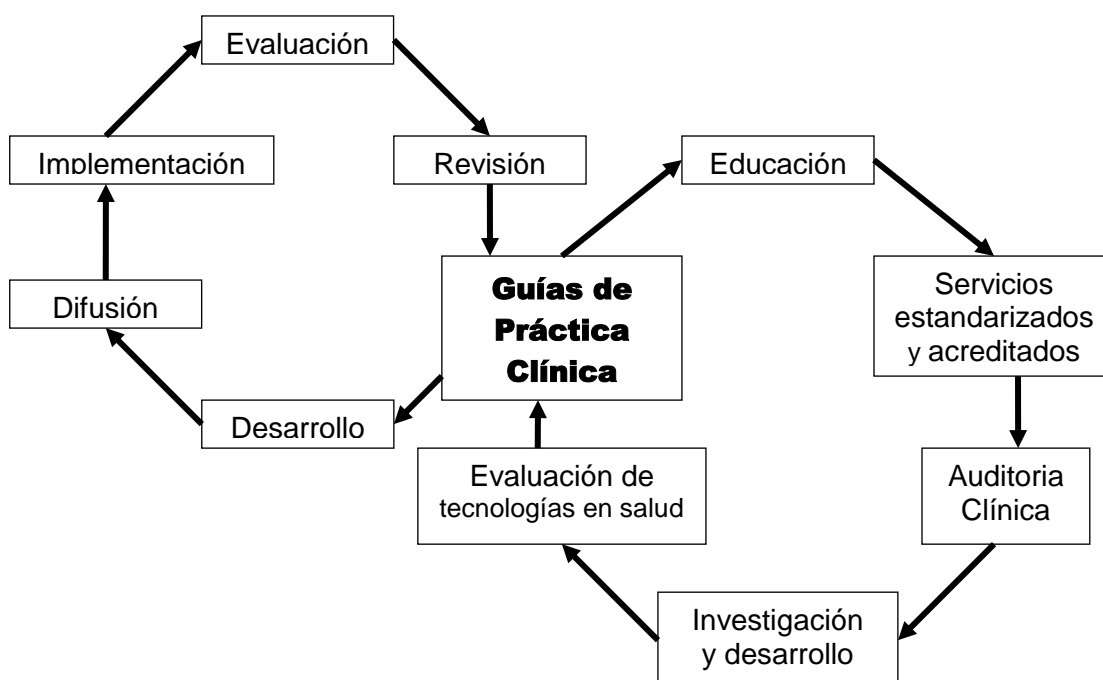 Evaluación
Implementación
Revisión
Educación
Difusión
Guías de
Práctica
Clínica
Servicios
estandarizados
y acreditados
Desarrollo
Evaluación de
tecnologías en salud
Auditoria
Clínica
Investigación
y desarrollo